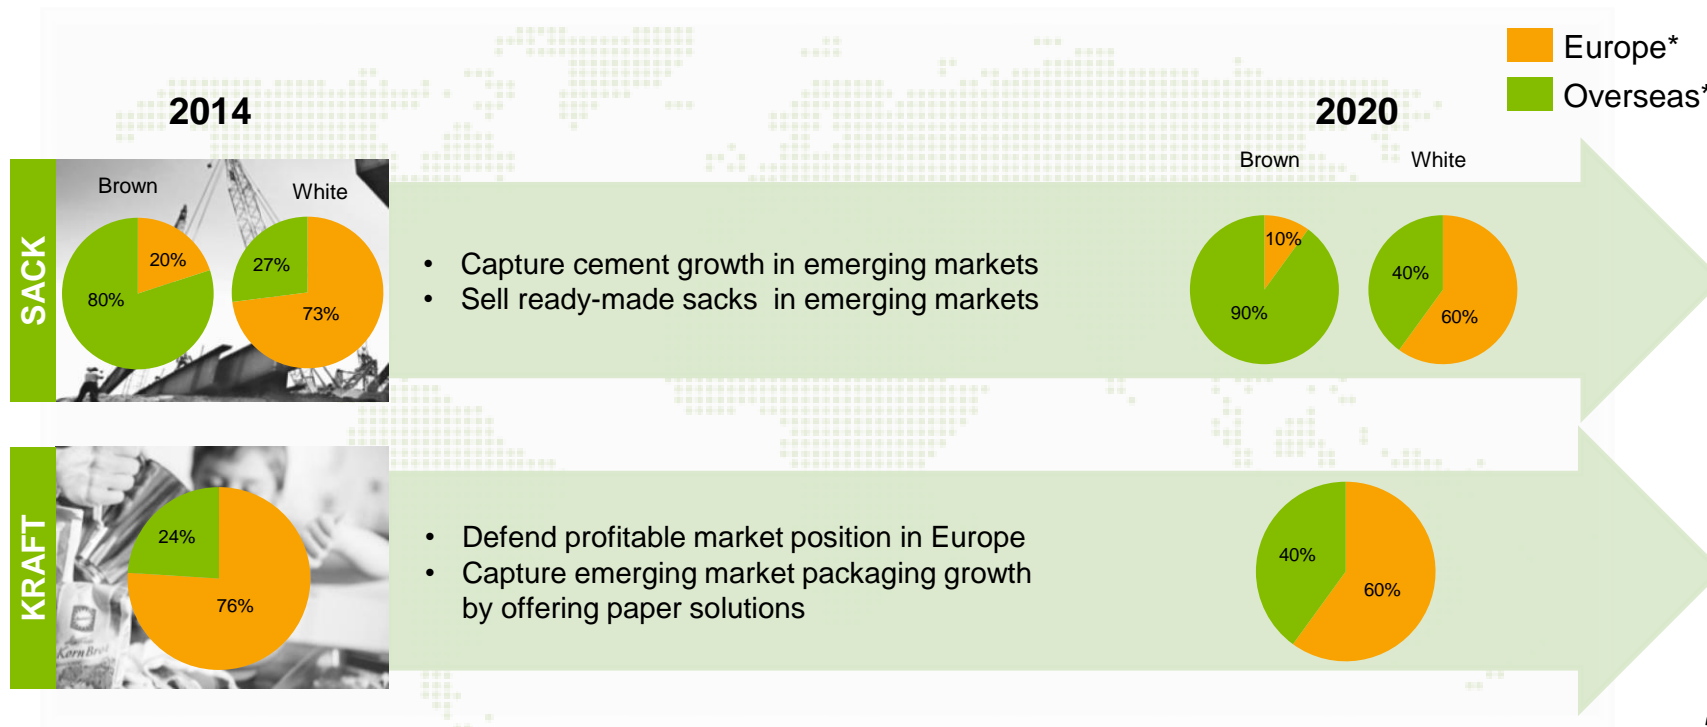 Europe*
Overseas*
2014
2020
SACK
Brown
White
20%
80%
27%
73%
• Capture cement growth in emerging markets
• Sell ready-made sacks in emerging markets
Brown
White
10%
90%
40%
60%
KRAFT
24%
76%
• Defend profitable market position in Europe
• Capture emerging market packaging growth
by offering paper solutions
40%
60%
KornBrot